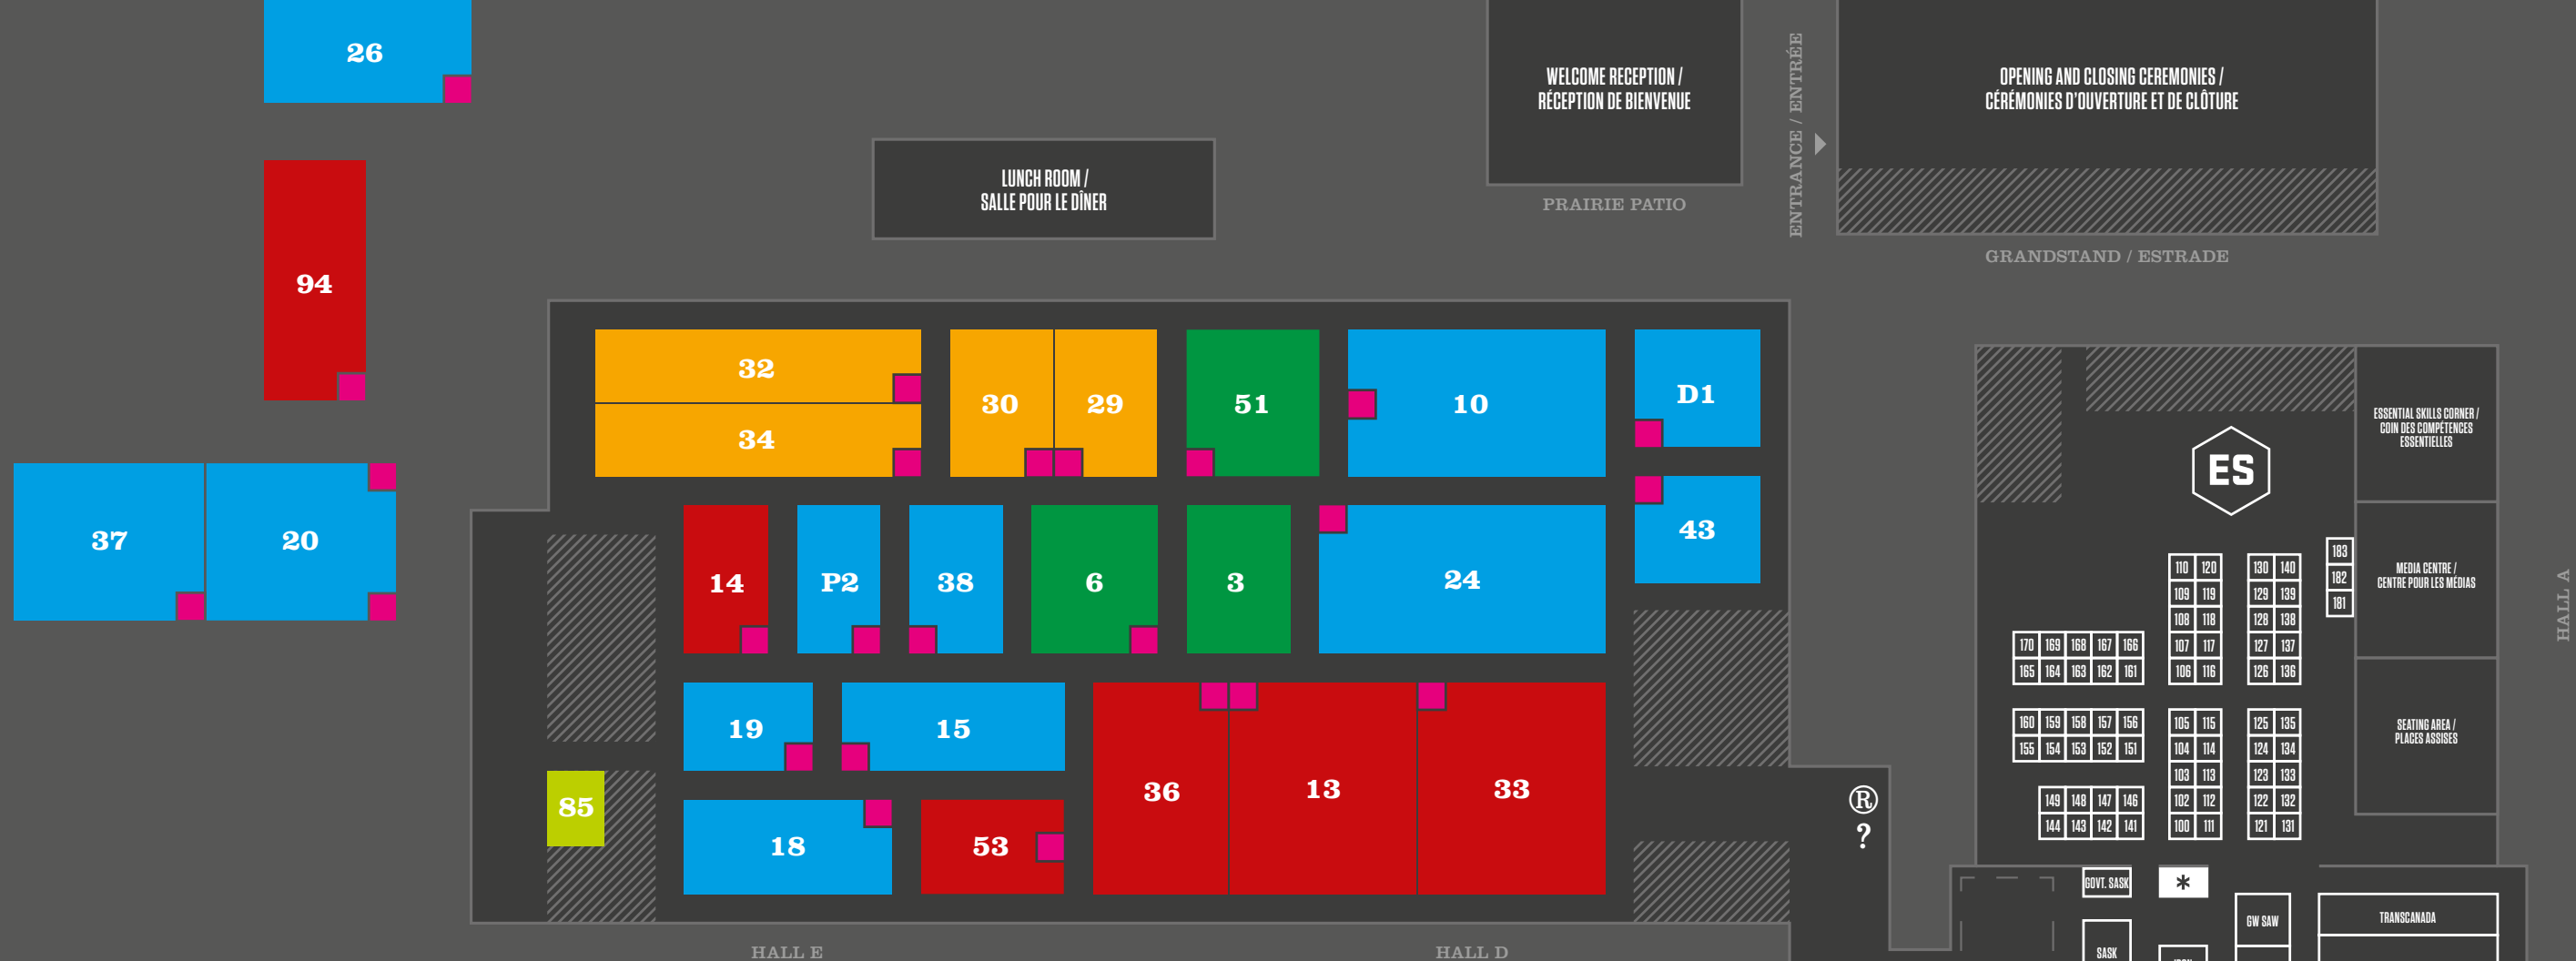 26
WELCOME RECEPTION /
RÉCEPTION DE BIENVENUE
PRAIRIE PATIO
ENTRANCE / ENTRÉE
OPENING AND CLOSING CEREMONIES /
CÉRÉMONIES D'OUVERTURE ET DE CLÔTURE
GRANDSTAND / ESTRADE
LUNCH ROOM /
SALLE POUR LE DÎNER
94
37
20
32
34
30
29
51
10
D1
43
14
P2
38
6
3
24
19
15
36
13
33
85
18
53
®
?
HALL E
HALL D
ES
ESSENTIAL SKILLS CORNER /
COIN DES COMPÉTENCES
ESSENTIELLES
MEDIA CENTRE /
CENTRE POUR LES MÉDIAS
SEATING AREA /
PLACES ASSISES
HALL A
183
182
181
110 120
109 119
108 118
107 117
106 116
130 140
129 139
128 138
127 137
126 136
170 169 168 167 166
165 164 163 162 161
160 159 158 157 156
155 154 153 152 151
149 148 147 146
144 143 142 141
105 115
104 114
103 113
102 112
100 111
125 135
124 134
123 133
122 132
121 131
GOVT. SASK
*
SASK
GW SAW
TRANSCANADA